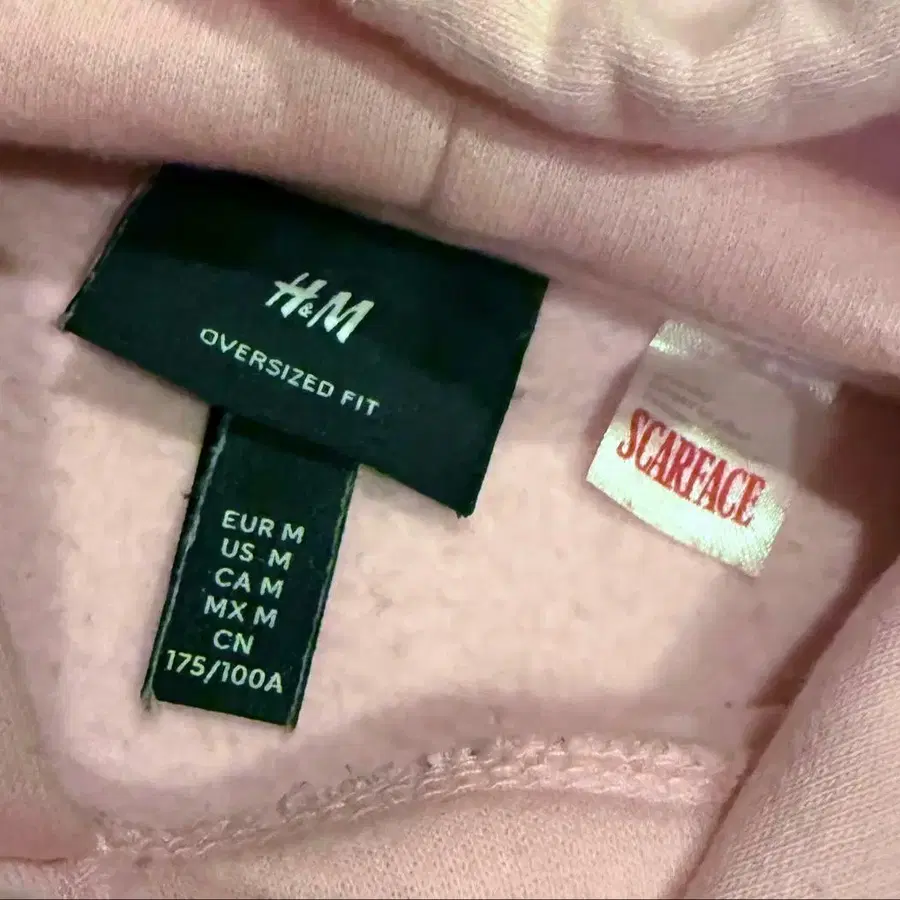 H&M
OVERSIZED FIT
EUR M
US M
CA M
MX M
CN
175/100A
SCARFACE